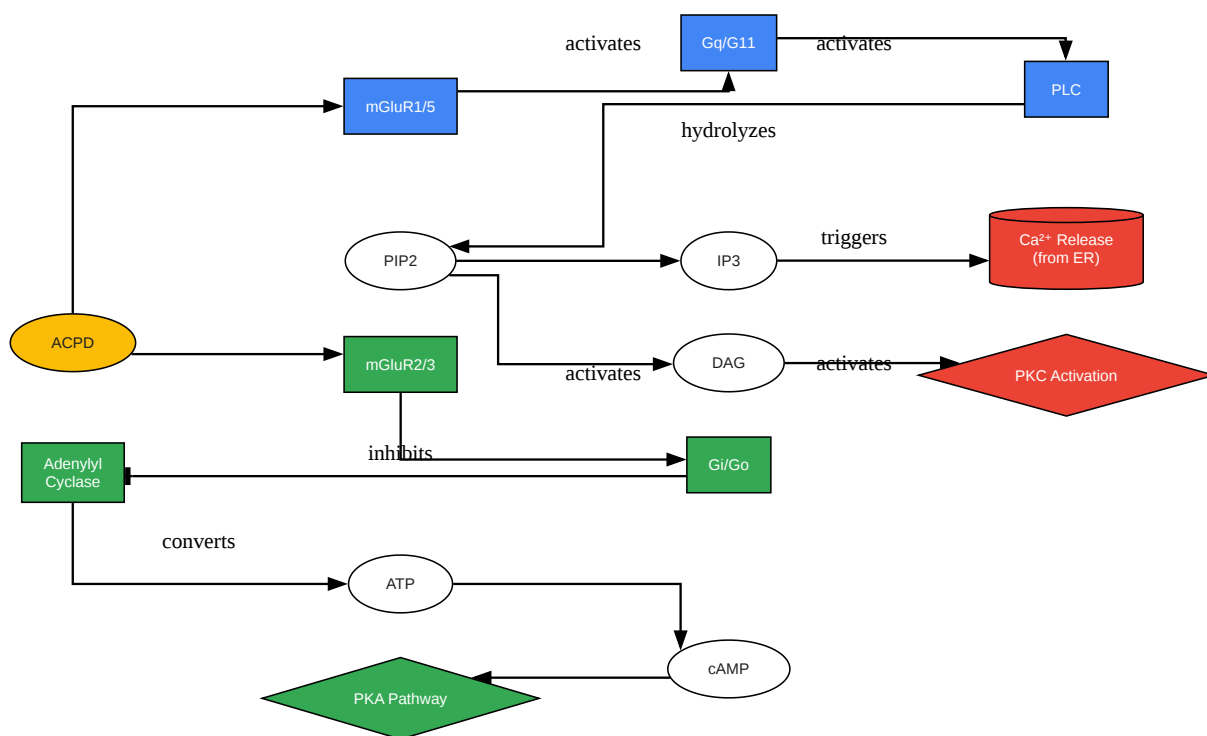 activates
Gq/G11
activates
mGluR1/5
PLC
hydrolyzes
PIP2
IP3
triggers
Ca²⁺ Release
(from ER)
ACPD
mGluR2/3
activates
DAG
activates
PKC Activation
inhibits
Adenylyl
Cyclase
Gi/Go
converts
ATP
cAMP
PKA Pathway